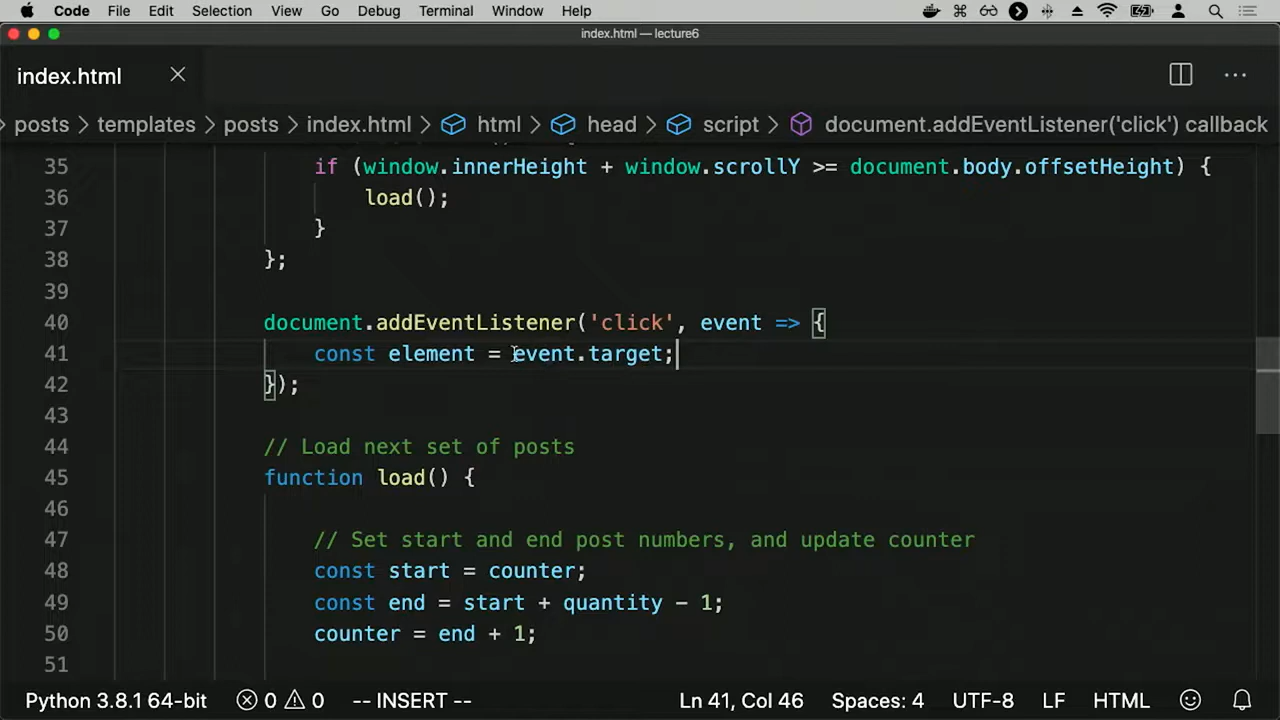 Code File Edit Selection View Go Debug Terminal Window Help
index.html — lecture6
index.html
posts > templates > posts > index.html > html > head > script > document.addEventListener('click') callback
35 if (window.innerHeight + window.scrollY >= document.body.offsetHeight) {
36 load();
37 }
38 };
39
40 document.addEventListener('click', event => {
41 const element = event.target;
42 });
43
44 // Load next set of posts
45 function load() {
46
47 // Set start and end post numbers, and update counter
48 const start = counter;
49 const end = start + quantity - 1;
50 counter = end + 1;
51
Python 3.8.1 64-bit 0 0 -- INSERT -- Ln 41, Col 46 Spaces: 4 UTF-8 LF HTML